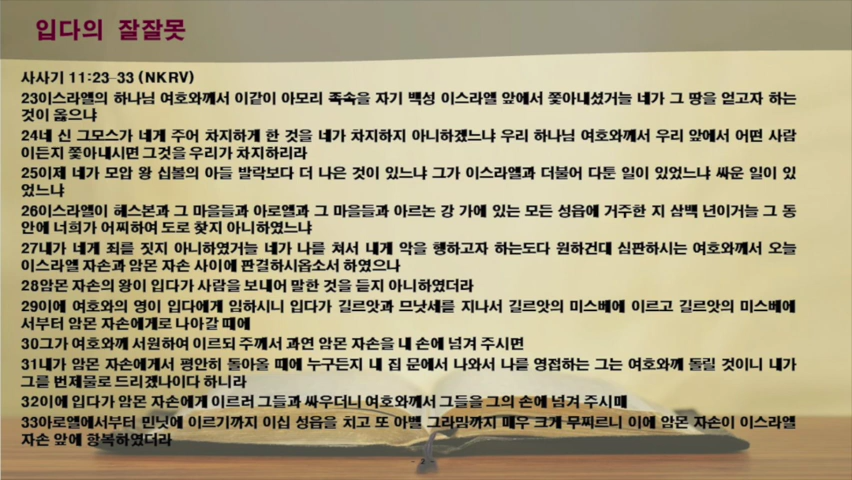 입다의 잘잘못
사사기 11:23-33 (NKRV)
23이스라엘의 하나님 여호와께서 이같이 아모리 족속을 자기 백성 이스라엘 앞에서 쫓아내셨거늘 네가 그 땅을 얻고자 하는
것이 옳으냐
24네 신 그모스가 네게 주어 차지하게 한 것을 네가 차지하지 아니하겠느냐 우리 하나님 여호와께서 우리 앞에서 어떤 사람
이든지 쫓아내시면 그것을 우리가 차지하리라
25이제 네가 모압 왕 십볼의 아들 발락보다 더 나은 것이 있느냐 그가 이스라엘과 더불어 다툰 일이 있었느냐 싸운 일이 있
었느냐
26이스라엘이 헤스본과 그 마을들과 아로엘과 그 마을들과 아르논 강 가에 있는 모든 성읍에 거주한 지 삼백 년이거늘 그 동
안에 너희가 어찌하여 도로 찾지 아니하였느냐
27내가 네게 죄를 짓지 아니하였거늘 네가 나를 쳐서 내게 악을 행하고자 하는도다 원하건대 심판하시는 여호와께서 오늘
이스라엘 자손과 암몬 자손 사이에 판결하시옵소서 하였으나
28암몬 자손의 왕이 입다가 사람을 보내어 말한 것을 듣지 아니하였더라
29이에 여호와의 영이 입다에게 임하시니 입다가 길르앗과 므낫세를 지나서 길르앗의 미스베에 이르고 길르앗의 미스베에
서부터 암몬 자손에게로 나아갈 때에
30그가 여호와께 서원하여 이르되 주께서 과연 암몬 자손을 내 손에 넘겨 주시면
31내가 암몬 자손에게서 평안히 돌아올 때에 누구든지 내 집 문에서 나와서 나를 영접하는 그는 여호와께 돌릴 것이니 내가
그를 번제물로 드리겠나이다 하니라
32이에 입다가 암몬 자손에게 이르러 그들과 싸우더니 여호와께서 그들을 그의 손에 넘겨 주시매
33아로엘에서부터 민닛에 이르기까지 이십 성읍을 치고 또 아벨 그라밈까지 매우 크게 무찌르니 이에 암몬 자손이 이스라엘
자손 앞에 항복하였더라